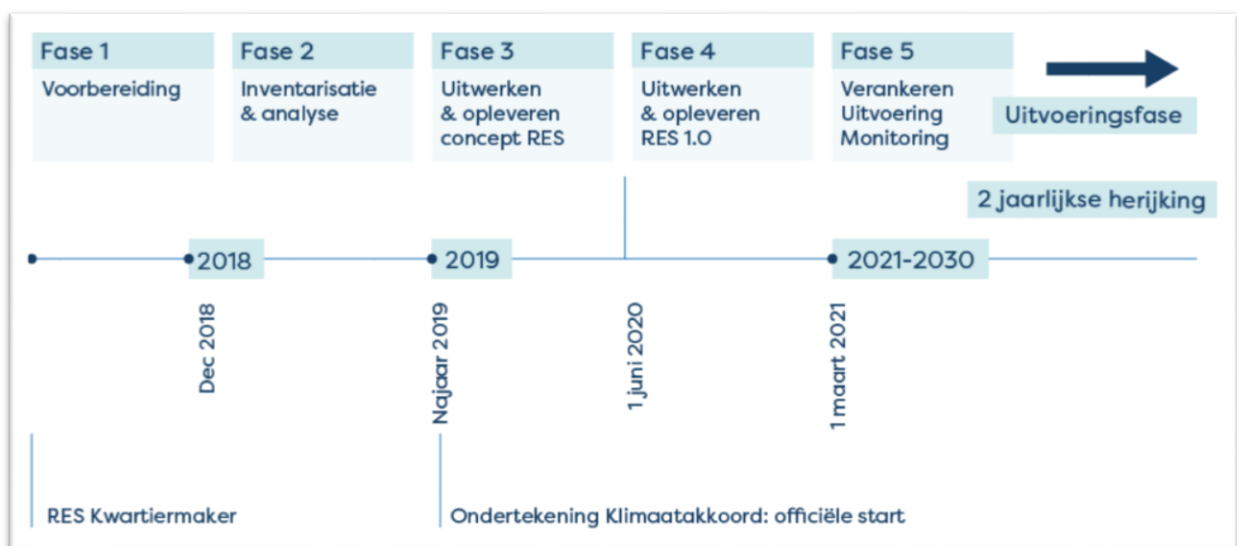 Fase 1
Voorbereiding
Fase 2
Inventarisatie
& analyse
Fase 3
Uitwerken
& opleveren
concept RES
Fase 4
Uitwerken
& opleveren
RES 1.0
Fase 5
Verankeren
Uitvoering
Monitoring
Uitvoeringsfase
2 jaarlijkse herijking
2018
2019
2021-2030
Dec 2018
Najaar 2019
1 juni 2020
1 maart 2021
RES Kwartiermaker
Ondertekening Klimaatakkoord: officiële start